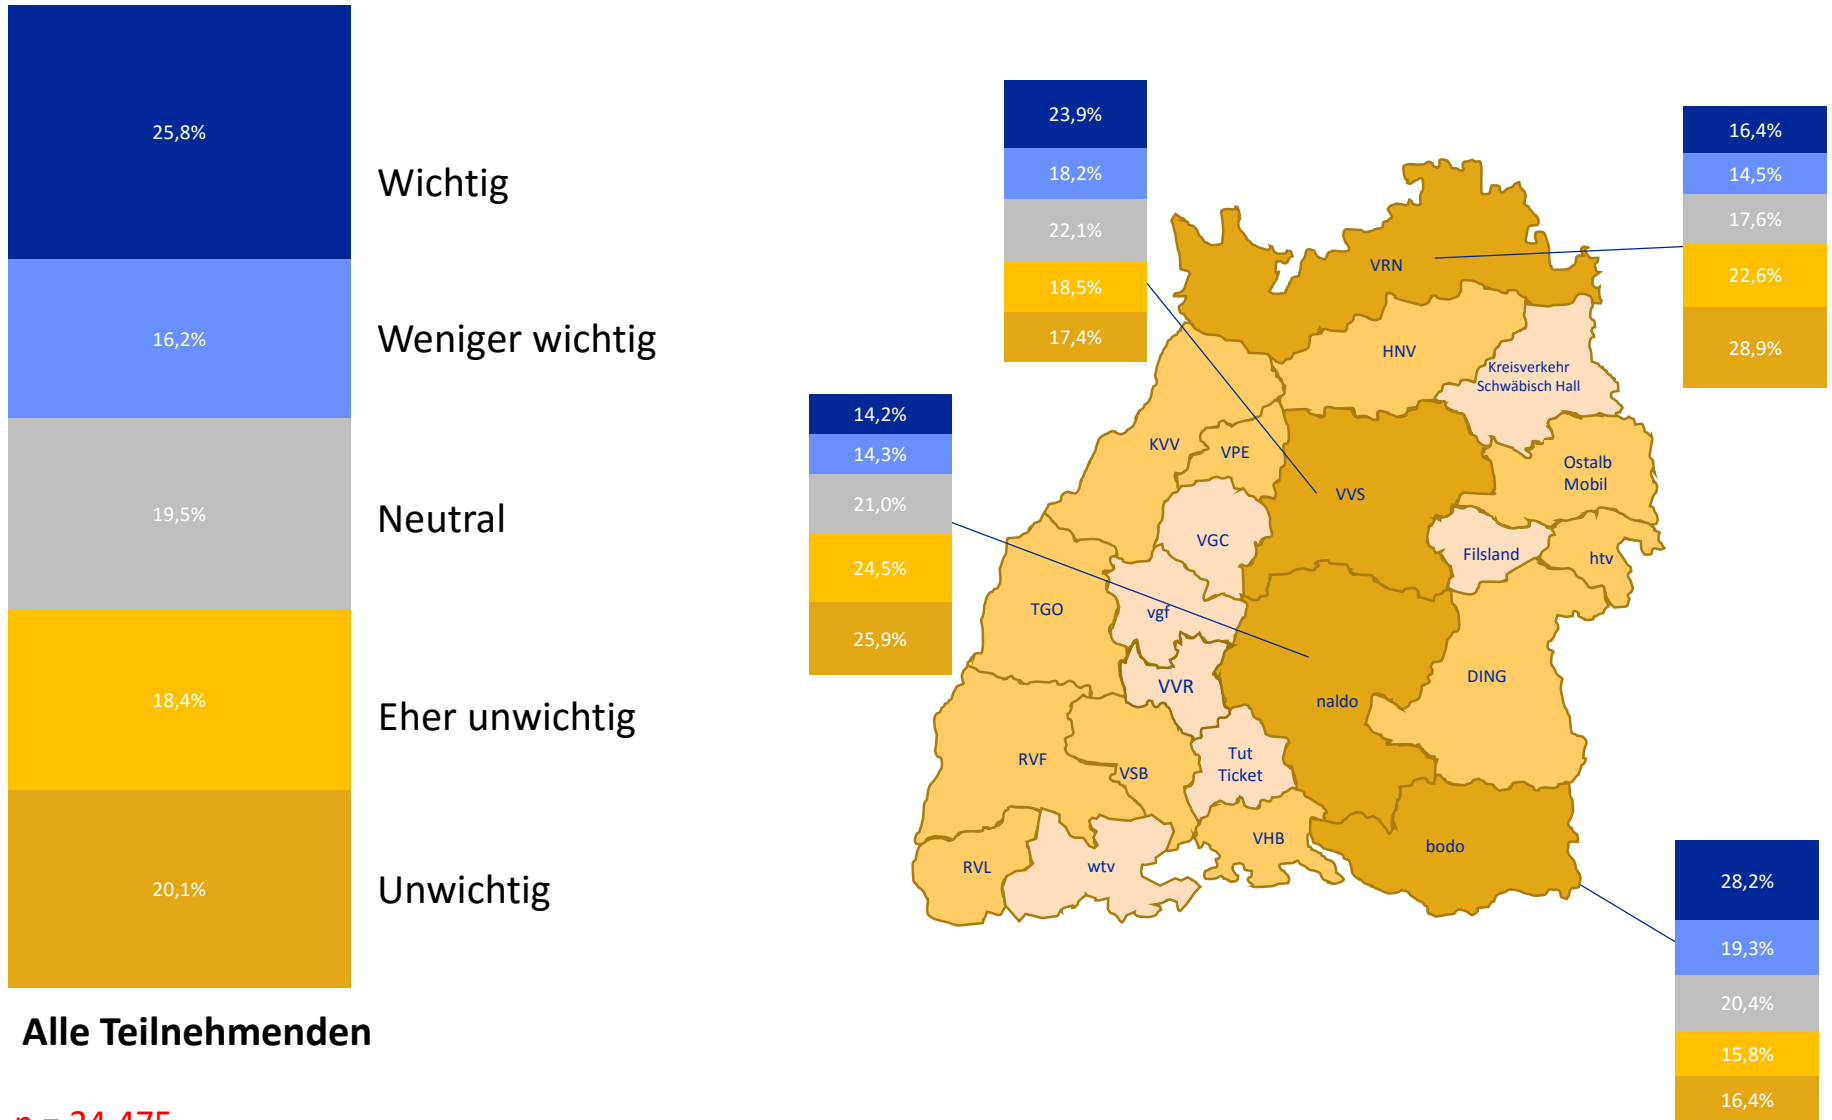 25,8%
Wichtig
16,2%
Weniger wichtig
19,5%
Neutral
18,4%
Eher unwichtig
20,1%
Unwichtig
Alle Teilnehmenden
n = 24.475
23,9%
18,2%
22,1%
18,5%
17,4%
16,4%
14,5%
17,6%
22,6%
28,9%
14,2%
14,3%
21,0%
24,5%
25,9%
28,2%
19,3%
20,4%
15,8%
16,4%
VRN
HNV
Kreisverkehr
Schwäbisch Hall
KVV
VPE
VVS
Ostalb
Mobil
VGC
Filsland
htv
TGO
vgf
VVR
naldo
DING
RVF
VSB
Tut
Ticket
VHB
bodo
RVL
wtv